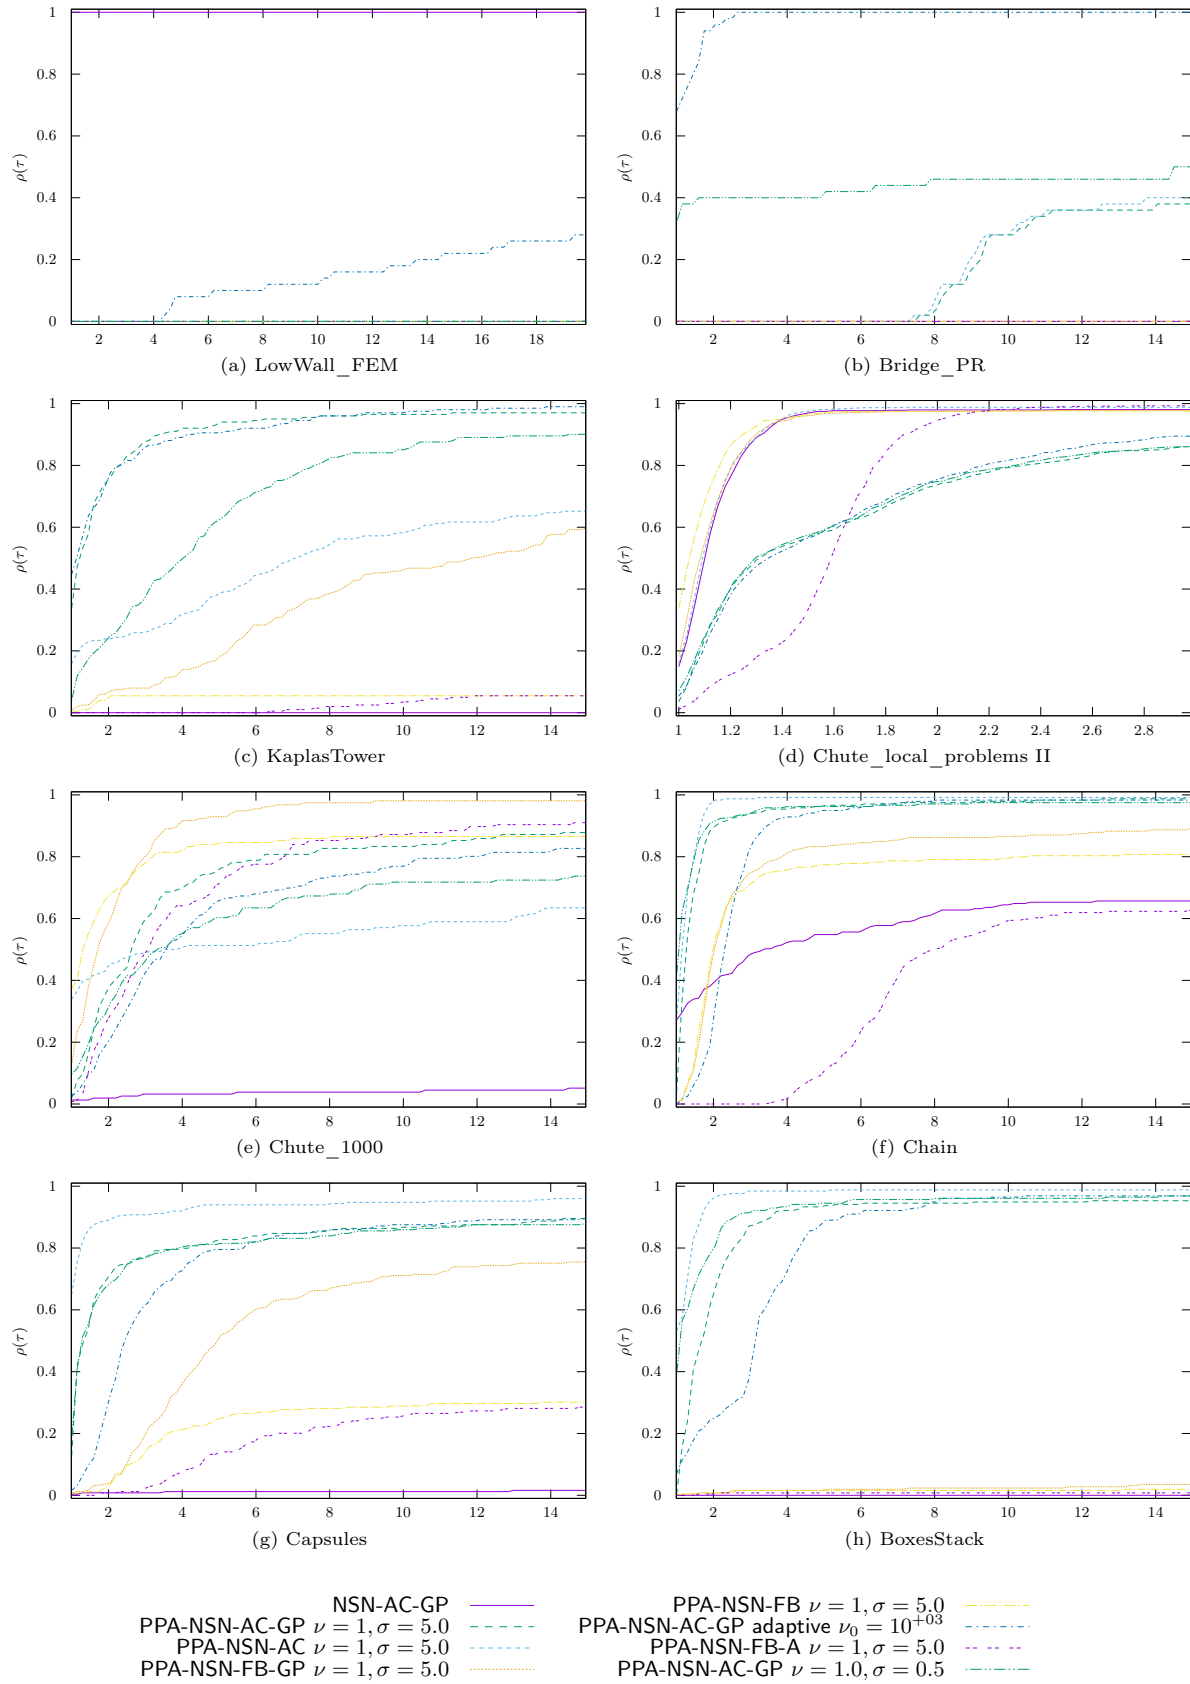 1
0.8
0.6
ρ(τ)
0.4
0.2
0
2 4 6 8 10 12 14 16 18
(a) LowWall_FEM
1
0.8
0.6
ρ(τ)
0.4
0.2
0
2 4 6 8 10 12 14
(b) Bridge_PR
1
0.8
0.6
ρ(τ)
0.4
0.2
0
2 4 6 8 10 12 14
(c) KaplasTower
1
0.8
0.6
ρ(τ)
0.4
0.2
0
1 1.2 1.4 1.6 1.8 2 2.2 2.4 2.6 2.8
(d) Chute_local_problems II
1
0.8
0.6
ρ(τ)
0.4
0.2
0
2 4 6 8 10 12 14
(e) Chute_1000
1
0.8
0.6
ρ(τ)
0.4
0.2
0
2 4 6 8 10 12 14
(f) Chain
1
0.8
0.6
ρ(τ)
0.4
0.2
0
2 4 6 8 10 12 14
(g) Capsules
1
0.8
0.6
ρ(τ)
0.4
0.2
0
2 4 6 8 10 12 14
(h) BoxesStack
NSN-AC-GP
PPA-NSN-AC-GP ν = 1, σ = 5.0
PPA-NSN-AC ν = 1, σ = 5.0
PPA-NSN-FB-GP ν = 1, σ = 5.0
PPA-NSN-FB ν = 1, σ = 5.0
PPA-NSN-AC-GP adaptive ν₀ = 10⁺⁰³
PPA-NSN-FB-A ν = 1, σ = 5.0
PPA-NSN-AC-GP ν = 1.0, σ = 0.5